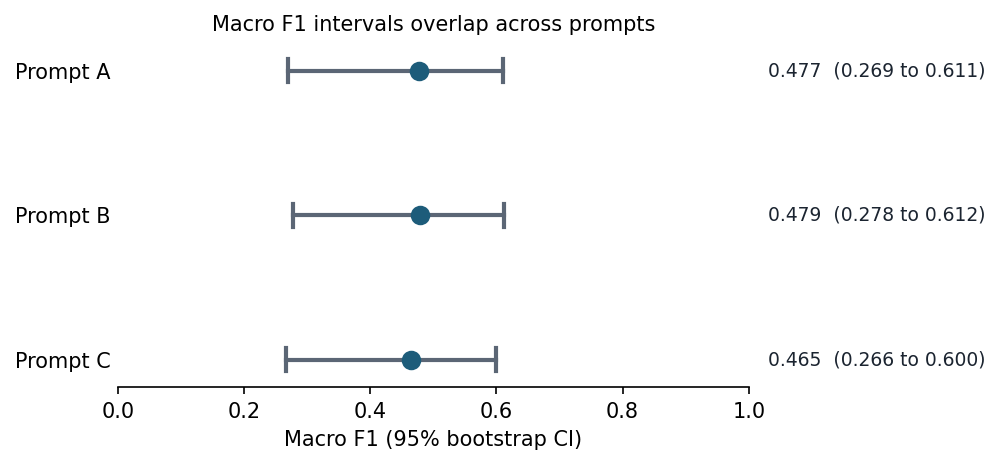 Macro F1 intervals overlap across prompts
Prompt A 0.477 (0.269 to 0.611)
Prompt B 0.479 (0.278 to 0.612)
Prompt C 0.465 (0.266 to 0.600)
0.0 0.2 0.4 0.6 0.8 1.0
Macro F1 (95% bootstrap CI)